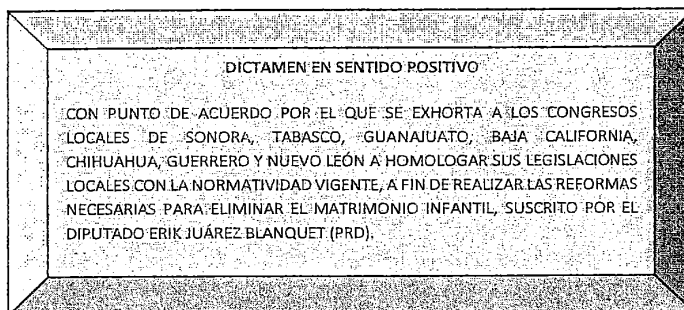 DICTAMEN EN SENTIDO POSITIVO
CON PUNTO DE ACUERDO POR EL QUE SE EXHORTA A LOS CONGRESOS
LOCALES DE SONORA, TABASCO, GUANAJUATO, BAJA CALIFORNIA,
CHIHUAHUA, GUERRERO Y NUEVO LEÓN A HOMOLOGAR SUS LEGISLACIONES
LOCALES CON LA NORMATIVIDAD VIGENTE, A FIN DE REALIZAR LAS REFORMAS
NECESARIAS PARA ELIMINAR EL MATRIMONIO INFANTIL, SUSCRITO POR EL
DIPUTADO ERIK JUÁREZ BLANQUET (PRD).